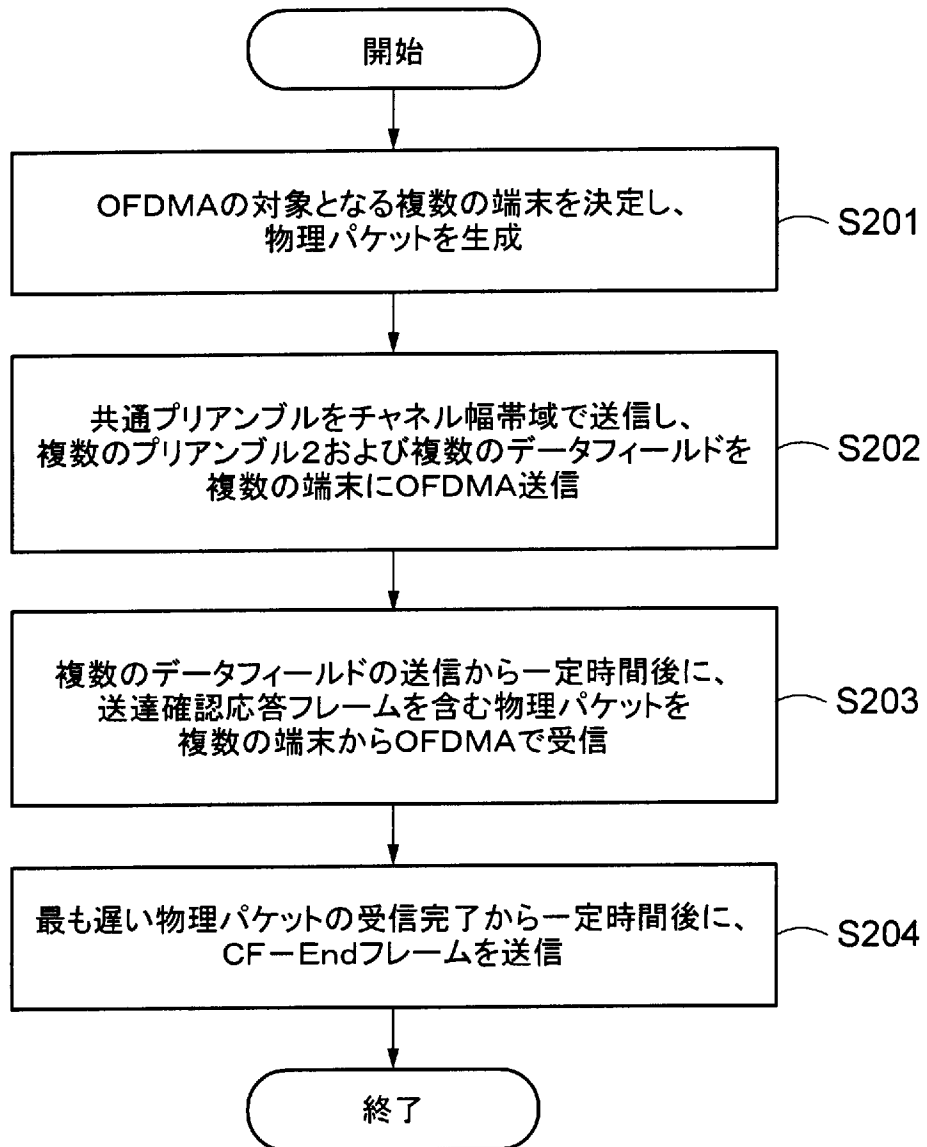 開始
OFDMAの対象となる複数の端末を決定し、
物理パケットを生成
S201
共通プリアンブルをチャネル幅帯域で送信し、
複数のプリアンブル2および複数のデータフィールドを
複数の端末にOFDMA送信
S202
複数のデータフィールドの送信から一定時間後に、
送達確認応答フレームを含む物理パケットを
複数の端末からOFDMAで受信
S203
最も遅い物理パケットの受信完了から一定時間後に、
CF－Endフレームを送信
S204
終了